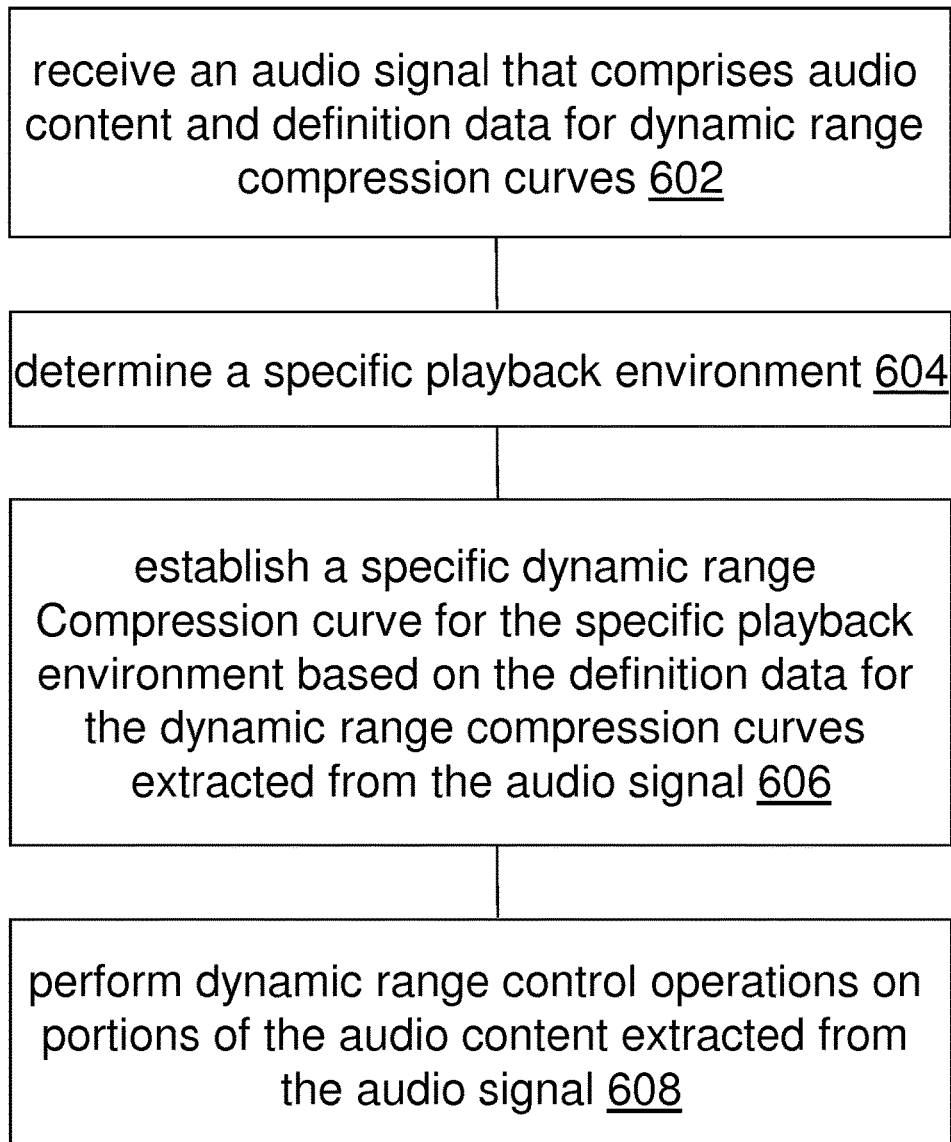 receive an audio signal that comprises audio
content and definition data for dynamic range
compression curves 602
determine a specific playback environment 604
establish a specific dynamic range
Compression curve for the specific playback
environment based on the definition data for
the dynamic range compression curves
extracted from the audio signal 606
perform dynamic range control operations on
portions of the audio content extracted from
the audio signal 608